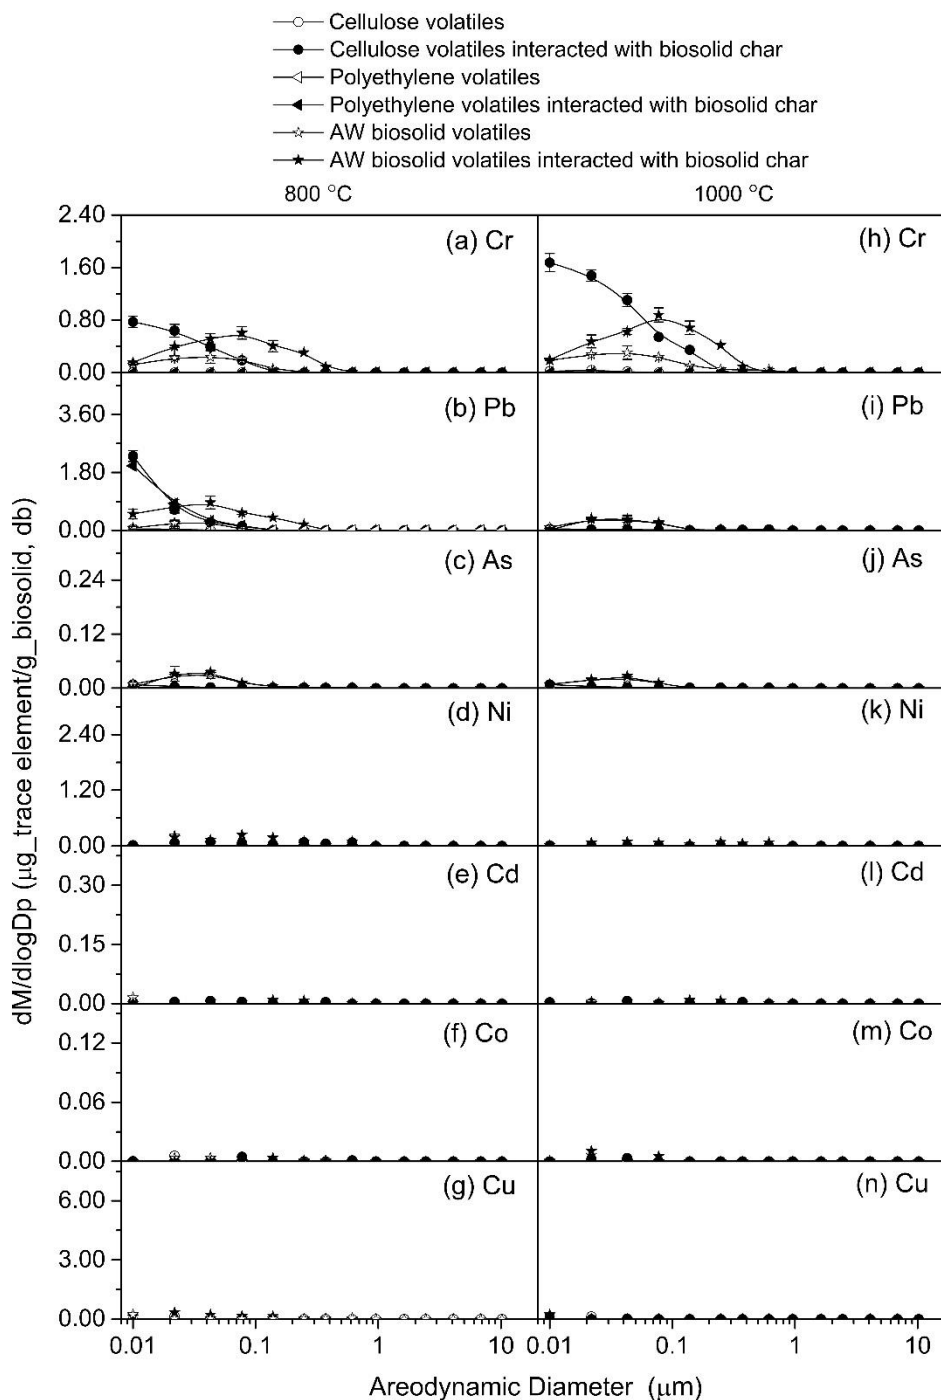 Cellulose volatiles
Cellulose volatiles interacted with biosolid char
Polyethylene volatiles
Polyethylene volatiles interacted with biosolid char
AW biosolid volatiles
AW biosolid volatiles interacted with biosolid char
800 °C 1000 °C
2.40
1.60
0.80
0.00
(a) Cr (h) Cr
3.60
1.80
0.00
(b) Pb (i) Pb
0.24
0.12
0.00
(c) As (j) As
2.40
1.20
0.00
(d) Ni (k) Ni
0.30
0.15
0.00
(e) Cd (l) Cd
0.12
0.06
0.00
(f) Co (m) Co
6.00
3.00
0.00
(g) Cu (n) Cu
dM/dlogDp (µg_trace element/g_biosolid, db)
0.01 0.1 1 10 0.01 0.1 1 10
Areodynamic Diameter (µm)